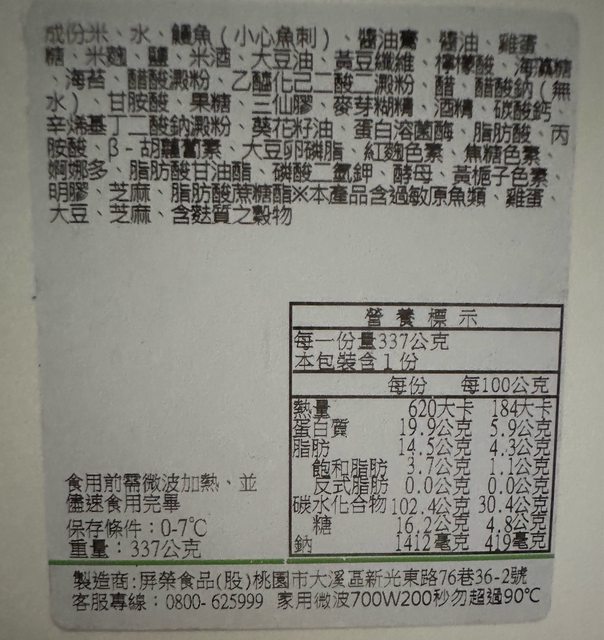 成份米、水、鰻魚(小心魚刺)、醬油膏、醬油、雞蛋、
糖、米麴、鹽、米酒、大豆油、黃豆纖維、檸檬酸、海藻糖
、海苔、醋酸澱粉、乙醯化己二酸二澱粉、醋、醋酸鈉(無
水)、甘胺酸、果糖、三仙膠、麥芽糊精、酒精、碳酸鈣、
辛烯基丁二酸鈉澱粉、葵花籽油、蛋白溶菌酶、脂肪酸、丙
胺酸、β-胡蘿蔔素、大豆卵磷脂、紅麴色素、焦糖色素、
婀娜多、脂肪酸甘油酯、磷酸二氫鉀、酵母、黃梔子色素、
明膠、芝麻、脂肪酸蔗糖酯※本產品含過敏原魚類、雞蛋、
大豆、芝麻、含麩質之穀物
營養標示
每一份量337公克
本包裝含1份
每份 每100公克
熱量 620大卡 184大卡
蛋白質 19.9公克 5.9公克
脂肪 14.5公克 4.3公克
飽和脂肪 3.7公克 1.1公克
反式脂肪 0.0公克 0.0公克
碳水化合物 102.4公克 30.4公克
糖 16.2公克 4.8公克
鈉 1412毫克 419毫克
食用前需微波加熱、並
儘速食用完畢
保存條件:0-7℃
重量:337公克
製造商:屏榮食品(股)桃園市大溪區新光東路76巷36-2號
客服專線:0800-625999 家用微波700W200秒勿超過90℃